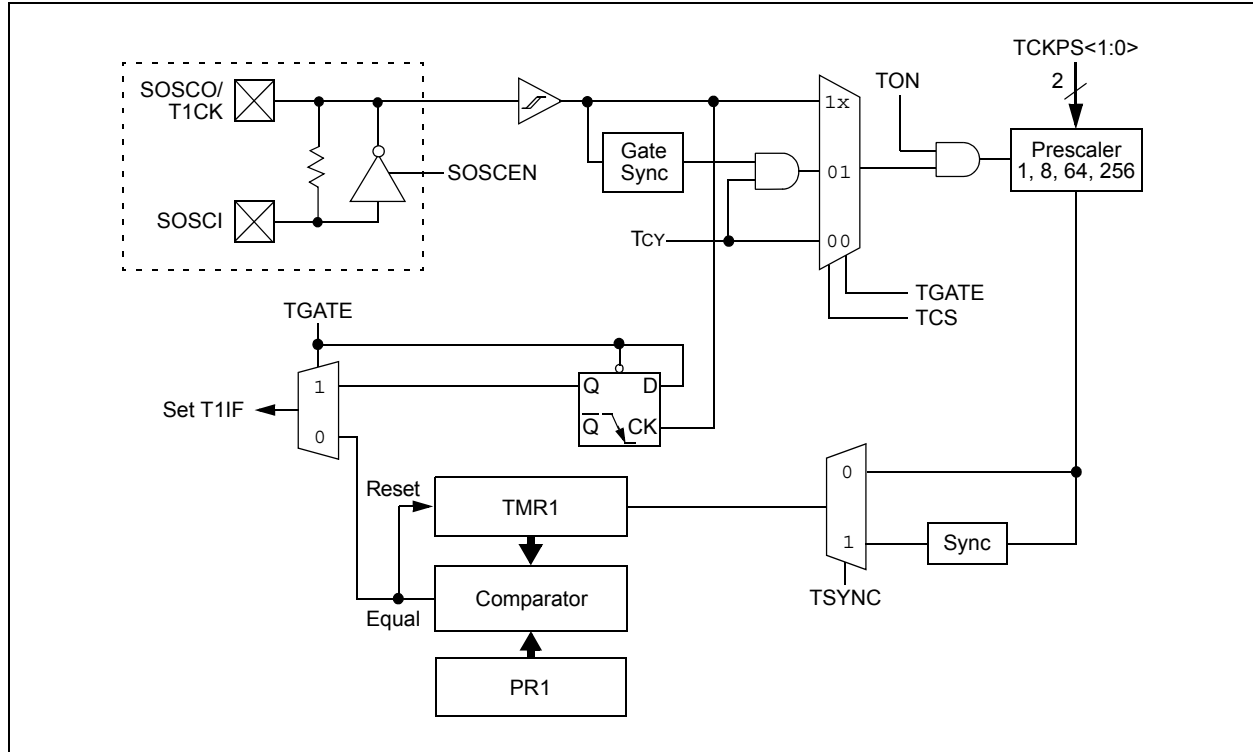 TCKPS<1:0>
2
TON
SOSCO/
T1CK
1x
Gate
Sync
Prescaler
1, 8, 64, 256
SOSCEN
01
SOSCI
TCY
00
TGATE
TCS
TGATE
1
Q
D
Set T1IF
Q
CK
0
0
Reset
TMR1
1
Sync
Comparator
TSYNC
Equal
PR1